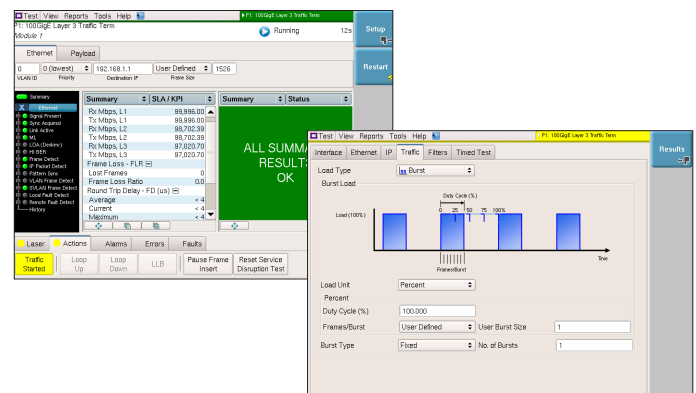 Test View Reports Tools Help
P1: 100GigE Layer 3 Traffic Term
P1: 100GigE Layer 3 Traffic Term
Module 1
Running 12s
Setup
Restart
Ethernet Payload
0 0 (lowest) 192.168.1.1 User Defined 1526
VLAN ID Priority Destination IP Frame Size
Summary
Ethernet
Signal Present
Sync Acquired
Link Active
ML
LOA (Deskew)
HI BER
Frame Detect
IP Packet Detect
Pattern Sync
VLAN Frame Detect
SVLAN Frame Detect
Local Fault Detect
Remote Fault Detect
History
Summary SLA / KPI
Rx Mbps, L1 99,996.00
Tx Mbps, L1 99,996.00
Rx Mbps, L2 98,702.39
Tx Mbps, L2 98,702.39
Rx Mbps, L3 97,020.70
Tx Mbps, L3 97,020.70
Frame Loss - FLR
Lost Frames 0
Frame Loss Ratio 0.0
Round Trip Delay - FD (us)
Average < 4
Current < 4
Maximum < 4
Summary Status
ALL SUMMA
RESULT
OK
Laser Actions Alarms Errors Faults
Traffic Started
Loop Up
Loop Down
LLB
Pause Frame Insert
Reset Service Disruption Test
Test View Reports Tools Help
P1: 100GigE Layer 3 Traffic Term
Results
Interface Ethernet IP Traffic Filters Timed Test
Load Type Burst
Burst Load
Duty Cycle (%)
0 25 50 75 100%
Load (100%)
Time
Frames/Burst
Load Unit Percent
Percent
Duty Cycle (%) 100.000
Frames/Burst User Defined User Burst Size 1
Burst Type Fixed No. of Bursts 1